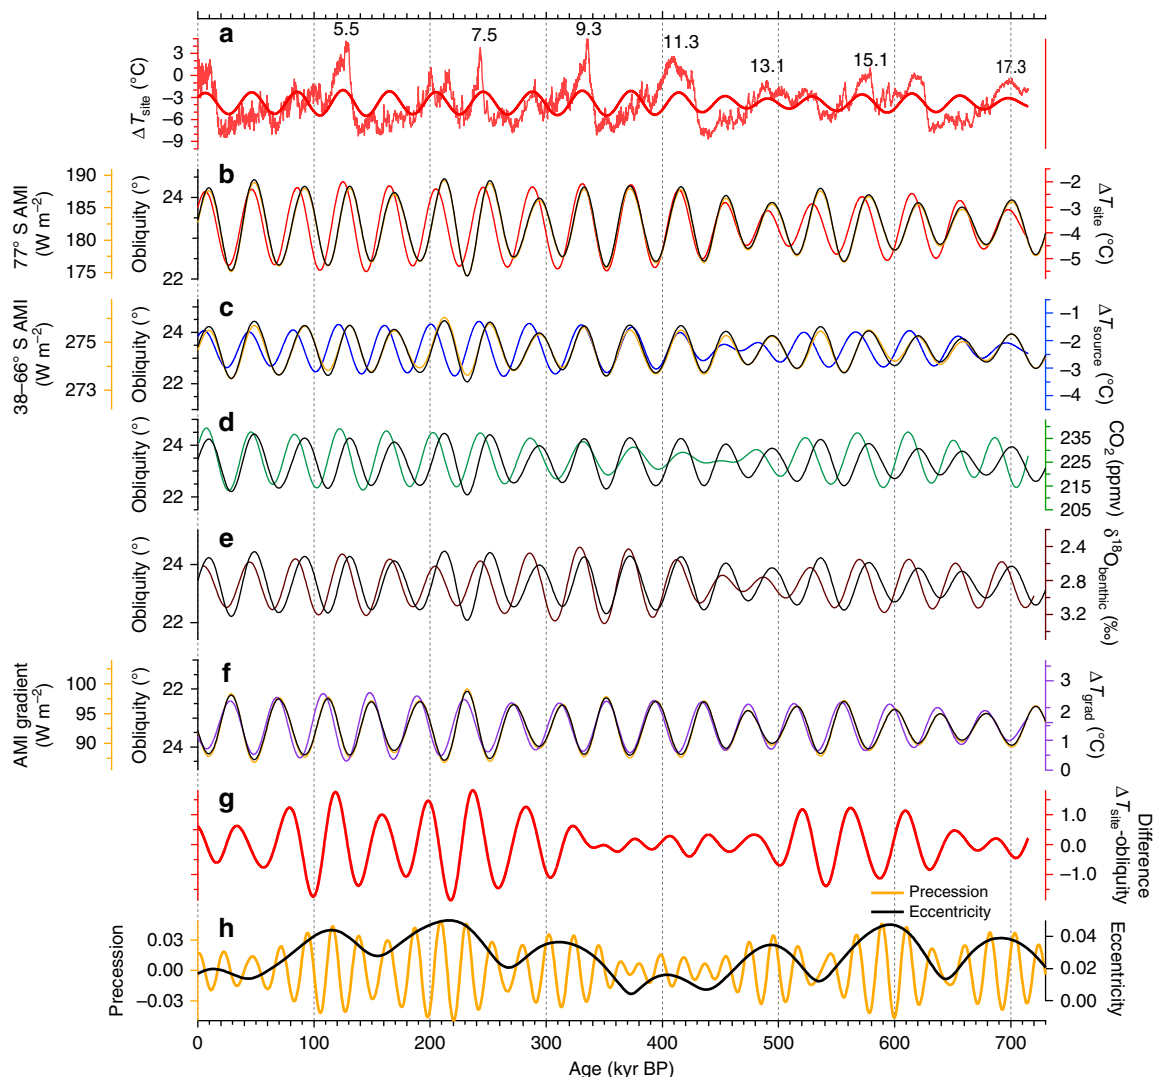 a
5.5
7.5
9.3
11.3
13.1
15.1
17.3
3
0
−3
−6
−9
ΔTsite (°C)
b
190
185
180
175
77° S AMI
(W m−2)
24
22
Obliquity (°)
−2
−3
−4
−5
ΔTsite (°C)
c
275
273
38–66° S AMI
(W m−2)
24
22
Obliquity (°)
−1
−2
−3
−4
ΔTsource (°C)
d
24
22
Obliquity (°)
235
225
215
205
CO2 (ppmv)
e
24
22
Obliquity (°)
2.4
2.8
3.2
δ18Obenthic (‰)
f
100
95
90
AMI gradient
(W m−2)
22
24
Obliquity (°)
3
2
1
0
ΔTgrad (°C)
g
1.0
0.0
−1.0
Difference
ΔTsite-obliquity
Precession
Eccentricity
h
0.03
0.00
−0.03
Precession
0.04
0.02
0.00
Eccentricity
0 100 200 300 400 500 600 700
Age (kyr BP)